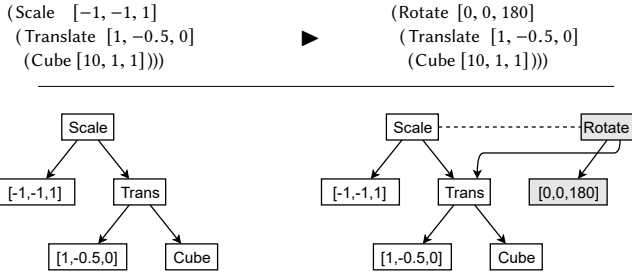 (Scale [−1, −1, 1]
(Translate [1, −0.5, 0]
(Cube [10, 1, 1])))
▶
(Rotate [0, 0, 180]
(Translate [1, −0.5, 0]
(Cube [10, 1, 1])))
Scale
[-1,-1,1]
Trans
[1,-0.5,0]
Cube
Scale
Rotate
[-1,-1,1]
Trans
[0,0,180]
[1,-0.5,0]
Cube